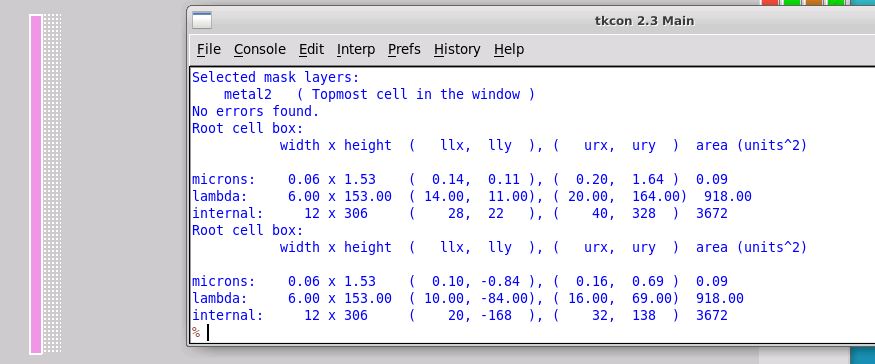 tkcon 2.3 Main
File Console Edit Interp Prefs History Help
Selected mask layers:
    metal2   ( Topmost cell in the window )
No errors found.
Root cell box:
           width x height  (   llx,  lly  ), (   urx,  ury  )  area (units^2)
microns:    0.06 x 1.53    (  0.14,  0.11 ), (  0.20,  1.64 )  0.09
lambda:     6.00 x 153.00  ( 14.00,  11.00), ( 20.00,  164.00)  918.00
internal:     12 x 306     (    28,  22   ), (    40,  328  )  3672
Root cell box:
           width x height  (   llx,  lly  ), (   urx,  ury  )  area (units^2)
microns:    0.06 x 1.53    (  0.10, -0.84 ), (  0.16,  0.69 )  0.09
lambda:     6.00 x 153.00  ( 10.00, -84.00), ( 16.00,  69.00)  918.00
internal:     12 x 306     (    20, -168  ), (    32,  138  )  3672
%